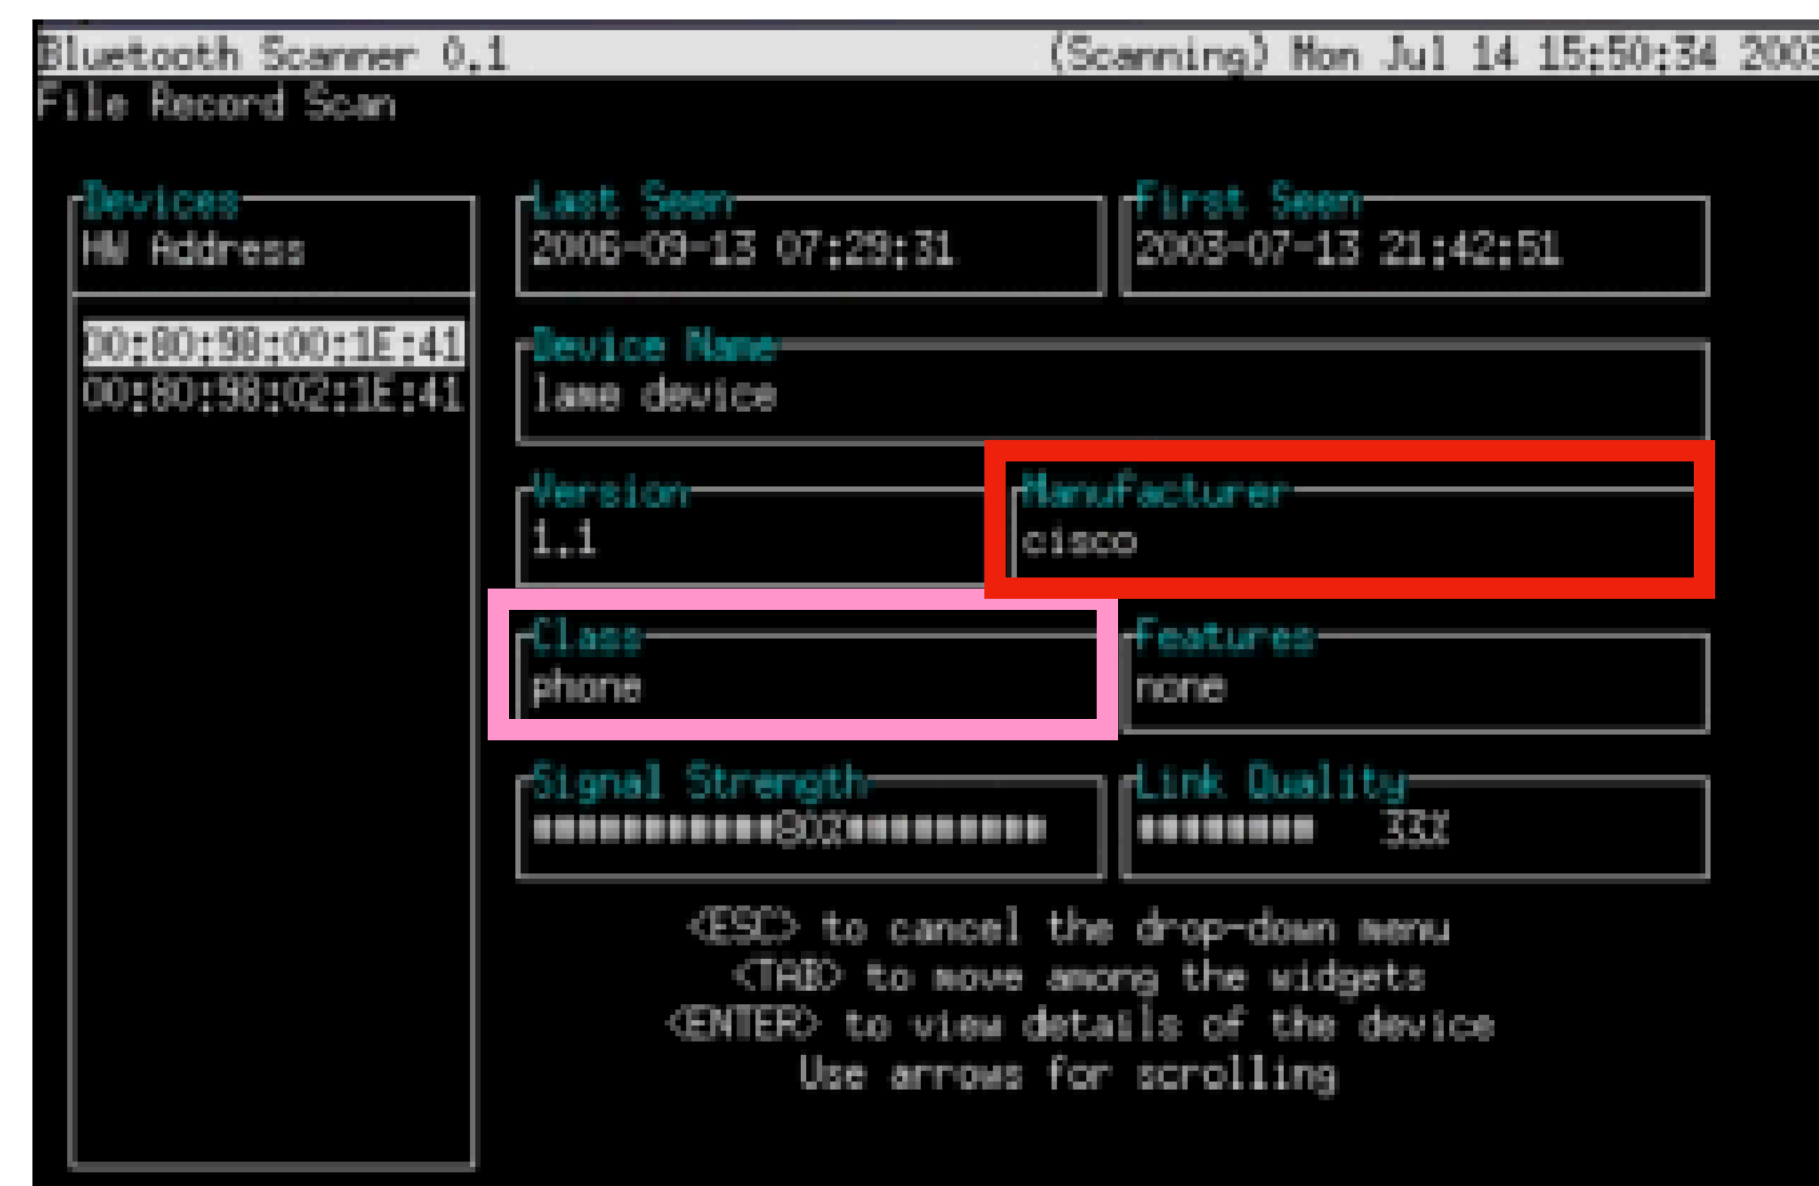 Bluetooth Scanner 0.1 (Scanning) Mon Jul 14 15:50:34 2003
File Record Scan
Devices
HW Address
00:80:98:00:1E:41
00:80:98:02:1E:41
Last Seen
2006-09-13 07:29:31
First Seen
2003-07-13 21:42:51
Device Name
lame device
Version
1.1
Manufacturer
cisco
Class
phone
Features
none
Signal Strength
80%
Link Quality
33%
<ESC> to cancel the drop-down menu
<TAB> to move among the widgets
<ENTER> to view details of the device
Use arrows for scrolling